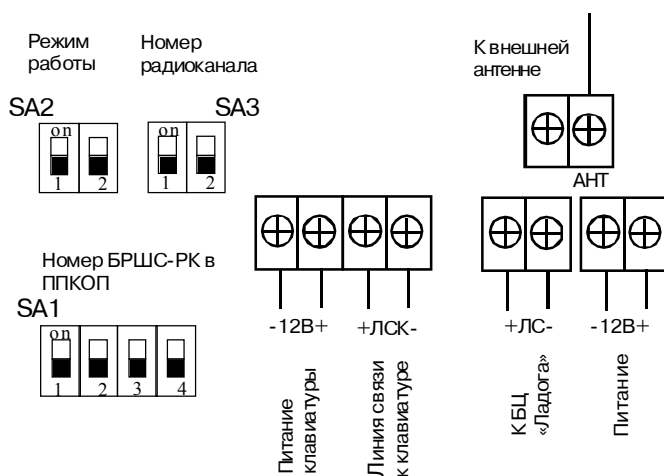 Режим
работы
Номер
радиоканала
SA2
SA3
on
1 2
on
1 2
К внешней
антенне
АНТ
Номер БРШС-РК в
ППКОП
SA1
on
1 2 3 4
-12В+
+ЛСК-
+ЛС-
-12В+
Питание
клавиатуры
Линия связи
к клавиатуре
К БЦ
«Ладога»
Питание